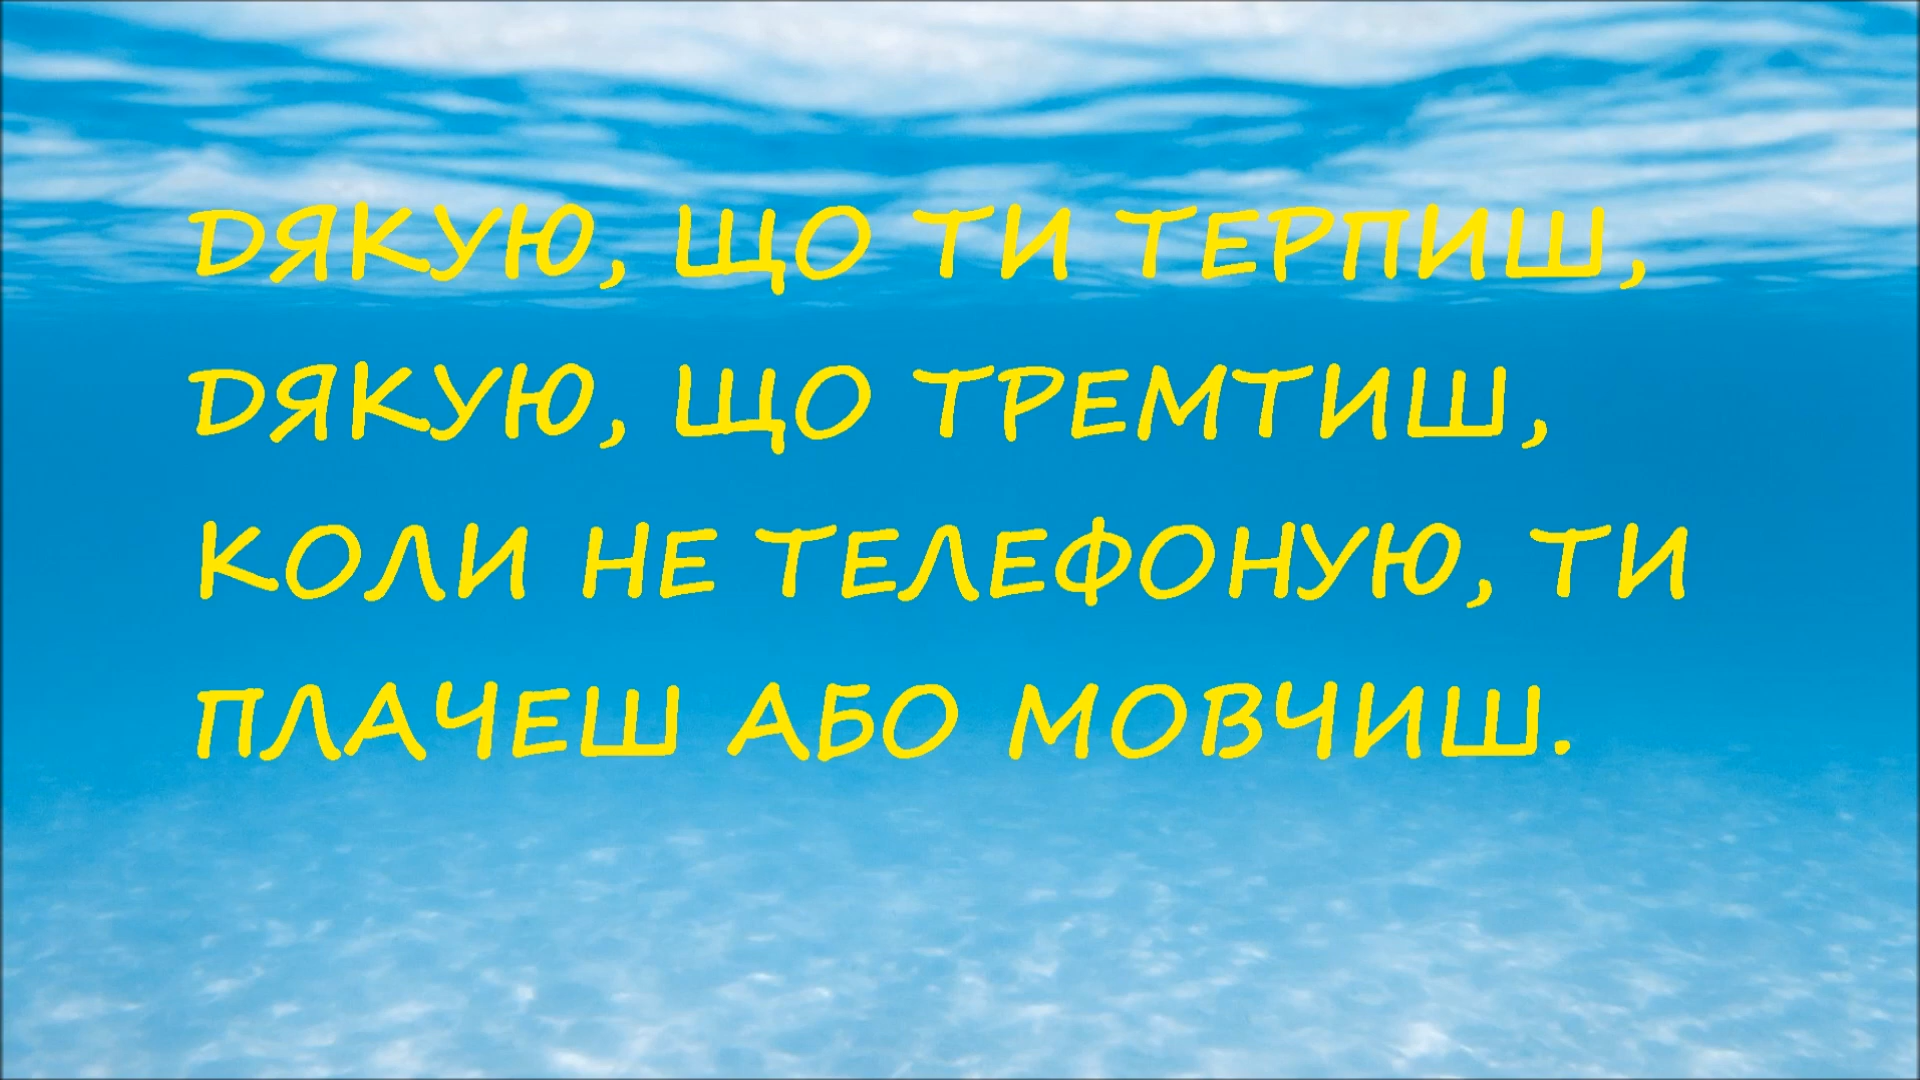 ДЯКУЮ, ЩО ТИ ТЕРПИШ,
ДЯКУЮ, ЩО ТРЕМТИШ,
КОЛИ НЕ ТЕЛЕФОНУЮ, ТИ
ПЛАЧЕШ АБО МОВЧИШ.